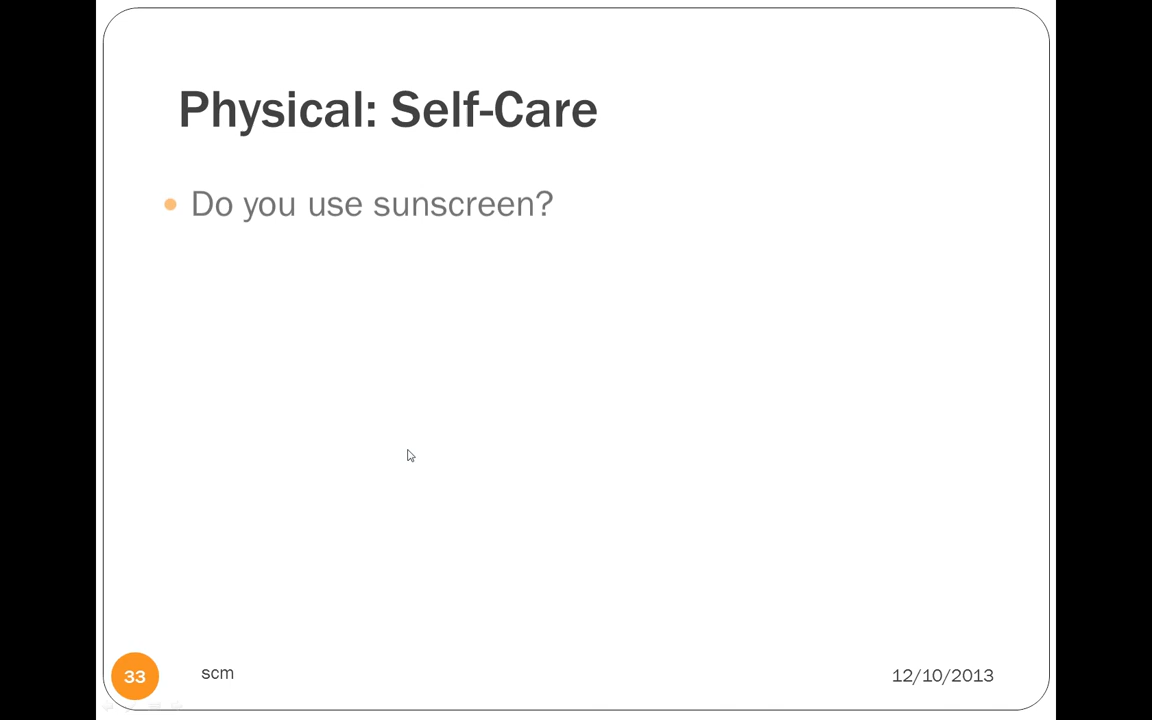 Physical: Self-Care
Do you use sunscreen?
33
scm
12/10/2013